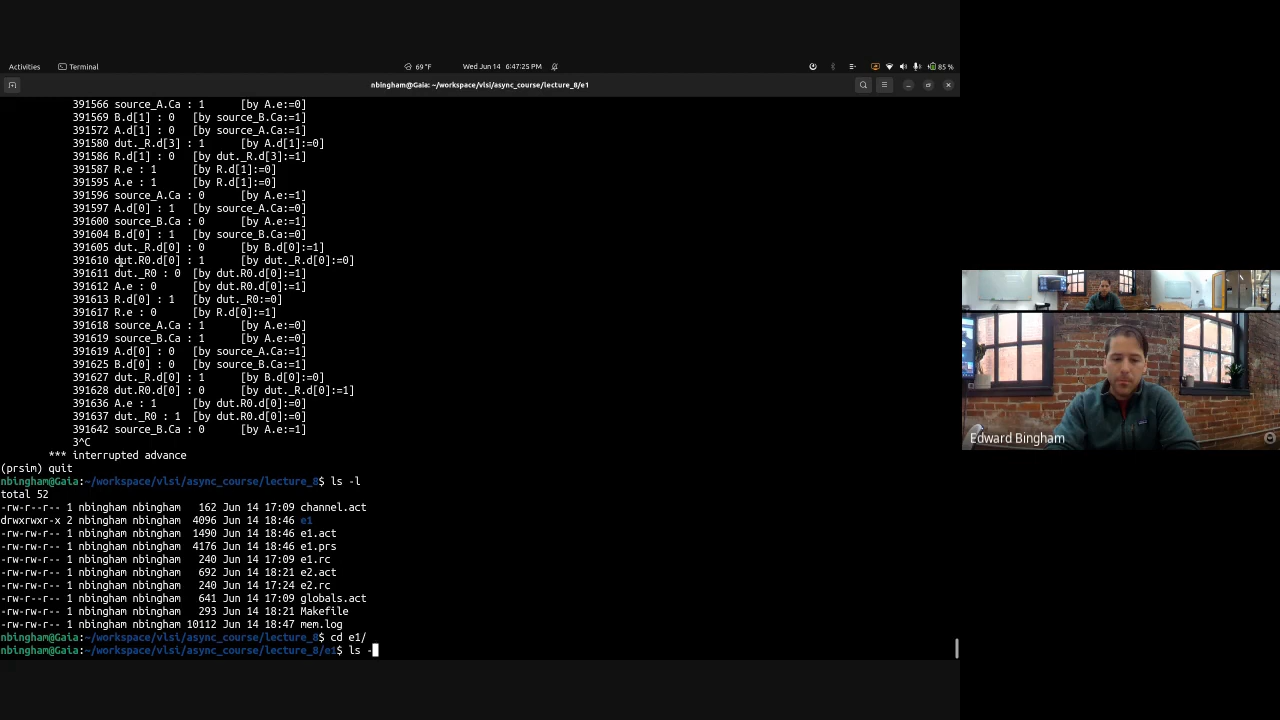 Activities Terminal 69 °F Wed Jun 14 6:47:25 PM 85 %
nbingham@Gaia: ~/workspace/vlsi/async_course/lecture_8/e1
391566 source_A.Ca : 1 [by A.e:=0]
391569 B.d[1] : 0 [by source_B.Ca:=1]
391572 A.d[1] : 0 [by source_A.Ca:=1]
391580 dut._R.d[3] : 1 [by A.d[1]:=0]
391586 R.d[1] : 0 [by dut._R.d[3]:=1]
391587 R.e : 1 [by R.d[1]:=0]
391595 A.e : 1 [by R.d[1]:=0]
391596 source_A.Ca : 0 [by A.e:=1]
391597 A.d[0] : 1 [by source_A.Ca:=0]
391600 source_B.Ca : 0 [by A.e:=1]
391604 B.d[0] : 1 [by source_B.Ca:=0]
391605 dut._R.d[0] : 0 [by B.d[0]:=1]
391610 dut.R0.d[0] : 1 [by dut._R.d[0]:=0]
391611 dut._R0 : 0 [by dut.R0.d[0]:=1]
391612 A.e : 0 [by dut.R0.d[0]:=1]
391613 R.d[0] : 1 [by dut._R0:=0]
391617 R.e : 0 [by R.d[0]:=1]
391618 source_A.Ca : 1 [by A.e:=0]
391619 source_B.Ca : 1 [by A.e:=0]
391619 A.d[0] : 0 [by source_A.Ca:=1]
391625 B.d[0] : 0 [by source_B.Ca:=1]
391627 dut._R.d[0] : 1 [by B.d[0]:=0]
391628 dut.R0.d[0] : 0 [by dut._R.d[0]:=1]
391636 A.e : 1 [by dut.R0.d[0]:=0]
391637 dut._R0 : 1 [by dut.R0.d[0]:=0]
391642 source_B.Ca : 0 [by A.e:=1]
3^C
*** interrupted advance
(prsim) quit
nbingham@Gaia:~/workspace/vlsi/async_course/lecture_8$ ls -l
total 52
-rw-r--r-- 1 nbingham nbingham 162 Jun 14 17:09 channel.act
drwxrwxr-x 2 nbingham nbingham 4096 Jun 14 18:46 e1
-rw-rw-r-- 1 nbingham nbingham 1490 Jun 14 18:46 e1.act
-rw-rw-r-- 1 nbingham nbingham 4176 Jun 14 18:46 e1.prs
-rw-rw-r-- 1 nbingham nbingham 240 Jun 14 17:09 e1.rc
-rw-rw-r-- 1 nbingham nbingham 692 Jun 14 18:21 e2.act
-rw-rw-r-- 1 nbingham nbingham 240 Jun 14 17:24 e2.rc
-rw-rw-r-- 1 nbingham nbingham 641 Jun 14 17:09 globals.act
-rw-rw-r-- 1 nbingham nbingham 293 Jun 14 18:21 Makefile
-rw-rw-r-- 1 nbingham nbingham 10112 Jun 14 18:47 mem.log
nbingham@Gaia:~/workspace/vlsi/async_course/lecture_8$ cd e1/
nbingham@Gaia:~/workspace/vlsi/async_course/lecture_8/e1$ ls -
Edward Bingham